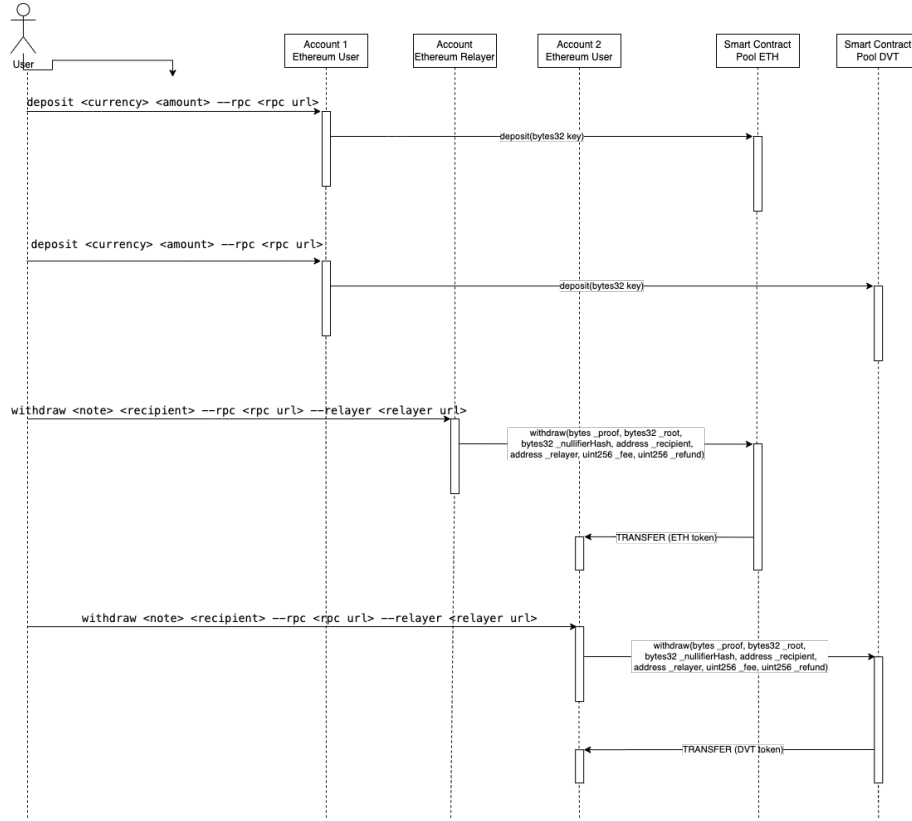 User
Account 1
Ethereum User
Account
Ethereum Relayer
Account 2
Ethereum User
Smart Contract
Pool ETH
Smart Contract
Pool DVT
deposit <currency> <amount> --rpc <rpc url>
deposit(bytes32 key)
deposit <currency> <amount> --rpc <rpc url>
deposit(bytes32 key)
withdraw <note> <recipient> --rpc <rpc url> --relayer <relayer url>
withdraw(bytes _proof, bytes32 _root,
bytes32 _nullifierHash, address _recipient,
address _relayer, uint256 _fee, uint256 _refund)
TRANSFER (ETH token)
withdraw <note> <recipient> --rpc <rpc url> --relayer <relayer url>
withdraw(bytes _proof, bytes32 _root,
bytes32 _nullifierHash, address _recipient,
address _relayer, uint256 _fee, uint256 _refund)
TRANSFER (DVT token)